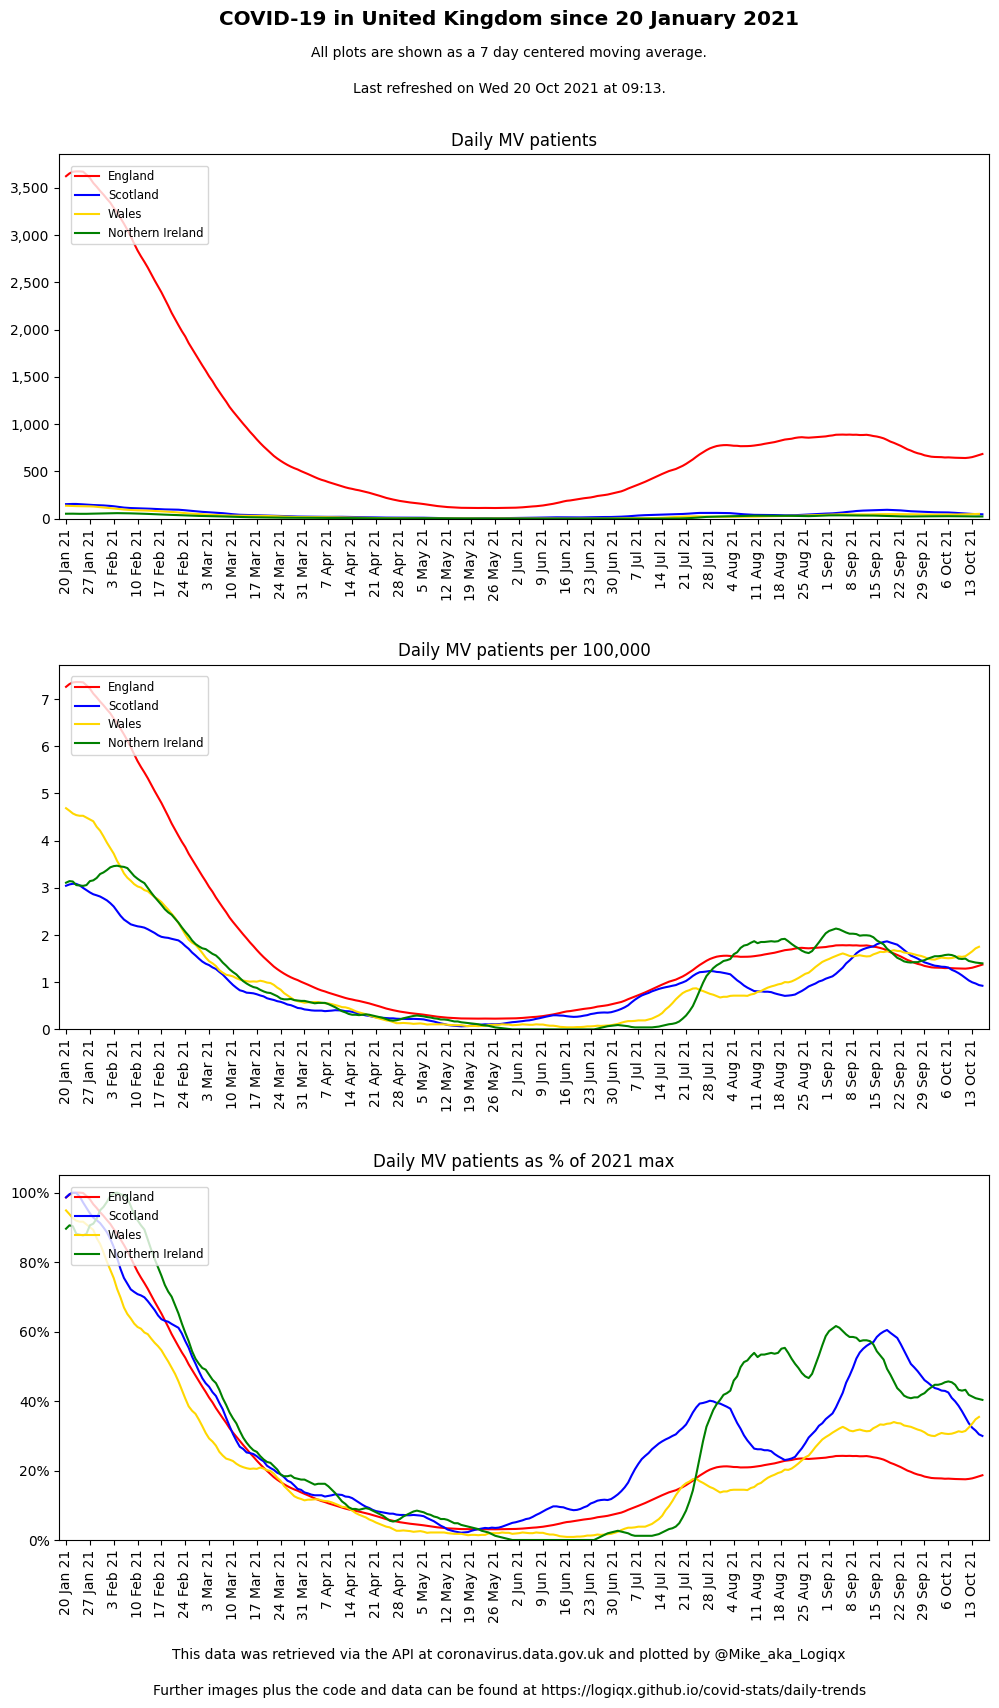 COVID-19 in United Kingdom since 20 January 2021
All plots are shown as a 7 day centered moving average.
Last refreshed on Wed 20 Oct 2021 at 09:13.
Daily MV patients
England
Scotland
Wales
Northern Ireland
3,500
3,000
2,500
2,000
1,500
1,000
500
0
20 Jan 21
27 Jan 21
3 Feb 21
10 Feb 21
17 Feb 21
24 Feb 21
3 Mar 21
10 Mar 21
17 Mar 21
24 Mar 21
31 Mar 21
7 Apr 21
14 Apr 21
21 Apr 21
28 Apr 21
5 May 21
12 May 21
19 May 21
26 May 21
2 Jun 21
9 Jun 21
16 Jun 21
23 Jun 21
30 Jun 21
7 Jul 21
14 Jul 21
21 Jul 21
28 Jul 21
4 Aug 21
11 Aug 21
18 Aug 21
25 Aug 21
1 Sep 21
8 Sep 21
15 Sep 21
22 Sep 21
29 Sep 21
6 Oct 21
13 Oct 21
Daily MV patients per 100,000
England
Scotland
Wales
Northern Ireland
7
6
5
4
3
2
1
0
20 Jan 21
27 Jan 21
3 Feb 21
10 Feb 21
17 Feb 21
24 Feb 21
3 Mar 21
10 Mar 21
17 Mar 21
24 Mar 21
31 Mar 21
7 Apr 21
14 Apr 21
21 Apr 21
28 Apr 21
5 May 21
12 May 21
19 May 21
26 May 21
2 Jun 21
9 Jun 21
16 Jun 21
23 Jun 21
30 Jun 21
7 Jul 21
14 Jul 21
21 Jul 21
28 Jul 21
4 Aug 21
11 Aug 21
18 Aug 21
25 Aug 21
1 Sep 21
8 Sep 21
15 Sep 21
22 Sep 21
29 Sep 21
6 Oct 21
13 Oct 21
Daily MV patients as % of 2021 max
England
Scotland
Wales
Northern Ireland
100%
80%
60%
40%
20%
0%
20 Jan 21
27 Jan 21
3 Feb 21
10 Feb 21
17 Feb 21
24 Feb 21
3 Mar 21
10 Mar 21
17 Mar 21
24 Mar 21
31 Mar 21
7 Apr 21
14 Apr 21
21 Apr 21
28 Apr 21
5 May 21
12 May 21
19 May 21
26 May 21
2 Jun 21
9 Jun 21
16 Jun 21
23 Jun 21
30 Jun 21
7 Jul 21
14 Jul 21
21 Jul 21
28 Jul 21
4 Aug 21
11 Aug 21
18 Aug 21
25 Aug 21
1 Sep 21
8 Sep 21
15 Sep 21
22 Sep 21
29 Sep 21
6 Oct 21
13 Oct 21
This data was retrieved via the API at coronavirus.data.gov.uk and plotted by @Mike_aka_Logiqx
Further images plus the code and data can be found at https://logiqx.github.io/covid-stats/daily-trends